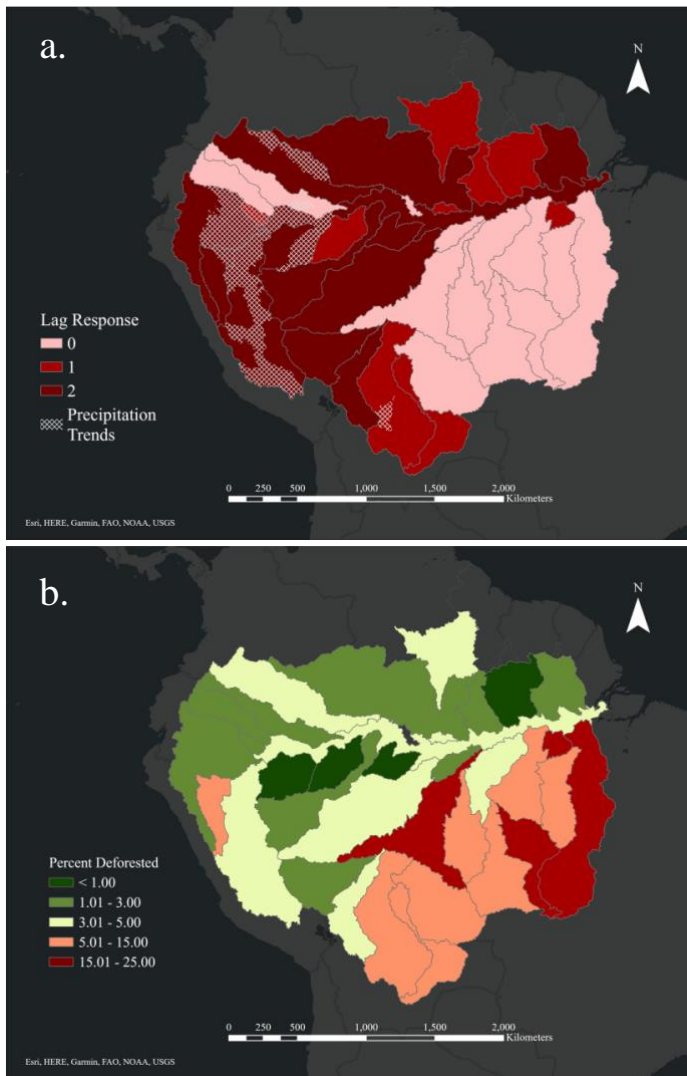 a.
N
Lag Response
0
1
2
Precipitation
Trends
0 250 500 1,000 1,500 2,000
Kilometers
Esri, HERE, Garmin, FAO, NOAA, USGS
b.
N
Percent Deforested
< 1.00
1.01 - 3.00
3.01 - 5.00
5.01 - 15.00
15.01 - 25.00
0 250 500 1,000 1,500 2,000
Kilometers
Esri, HERE, Garmin, FAO, NOAA, USGS